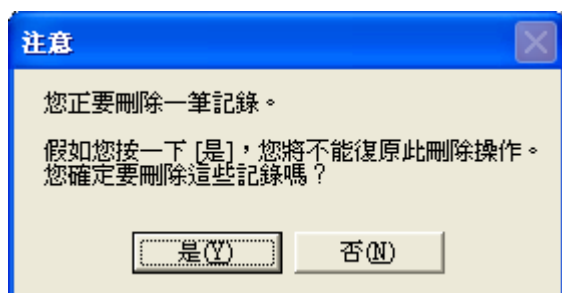 注意
您正要刪除一筆記錄。
假如您按一下 [是]，您將不能復原此刪除操作。
您確定要刪除這些記錄嗎？
是(Y)
否(N)